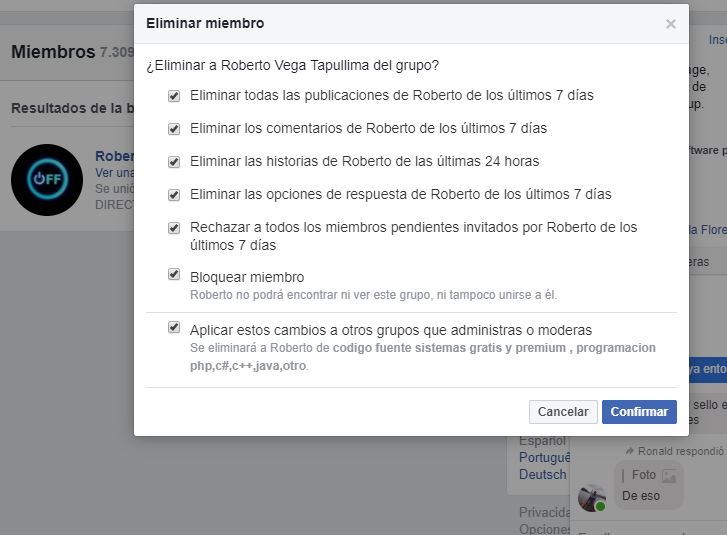 Eliminar miembro
¿Eliminar a Roberto Vega Tapullima del grupo?
Eliminar todas las publicaciones de Roberto de los últimos 7 días
Eliminar los comentarios de Roberto de los últimos 7 días
Eliminar las historias de Roberto de las últimas 24 horas
Eliminar las opciones de respuesta de Roberto de los últimos 7 días
Rechazar a todos los miembros pendientes invitados por Roberto de los
últimos 7 días
Bloquear miembro
Roberto no podrá encontrar ni ver este grupo, ni tampoco unirse a él.
Aplicar estos cambios a otros grupos que administras o moderas
Se eliminará a Roberto de codigo fuente sistemas gratis y premium , programacion
php,c#,c++,java,otro.
Cancelar
Confirmar
Miembros 7.309
Resultados de la b
OFF
Rober
Ver una
Se unió
DIREC
Inse
age,
de
up.
ftware p
la Flore
eras
ya ento
sello e
es
Español
Portuguê
Deutsch
Privacida
Opciones
Ronald respondió
Foto
De eso